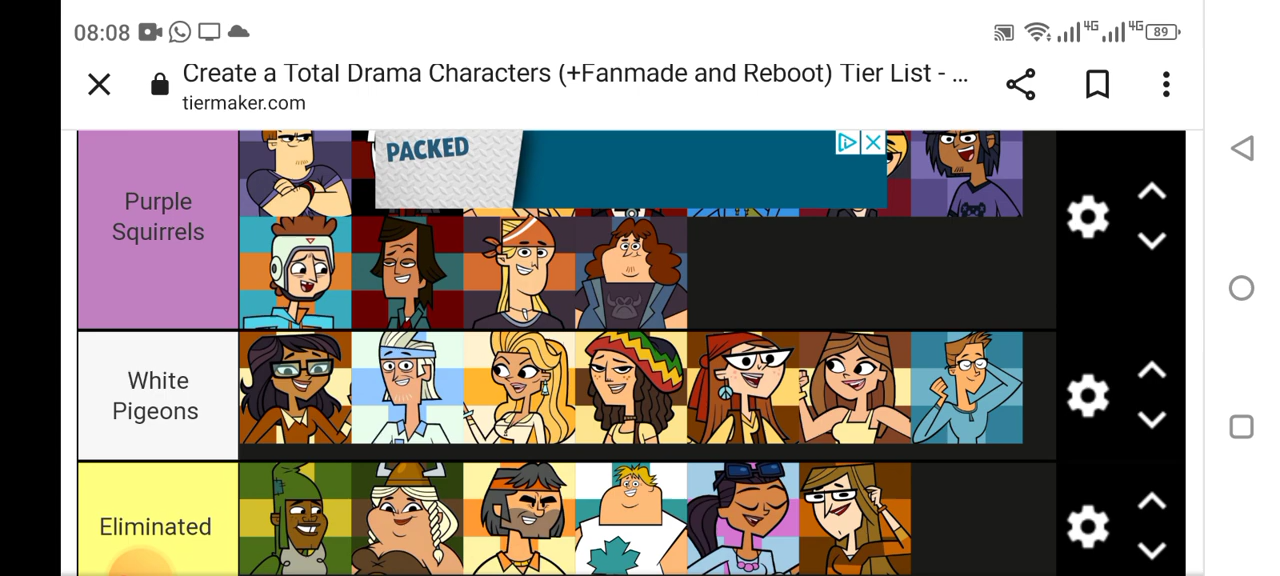 08:08
4G
4G
89
Create a Total Drama Characters (+Fanmade and Reboot) Tier List - ...
tiermaker.com
PACKED
Purple
Squirrels
White
Pigeons
Eliminated